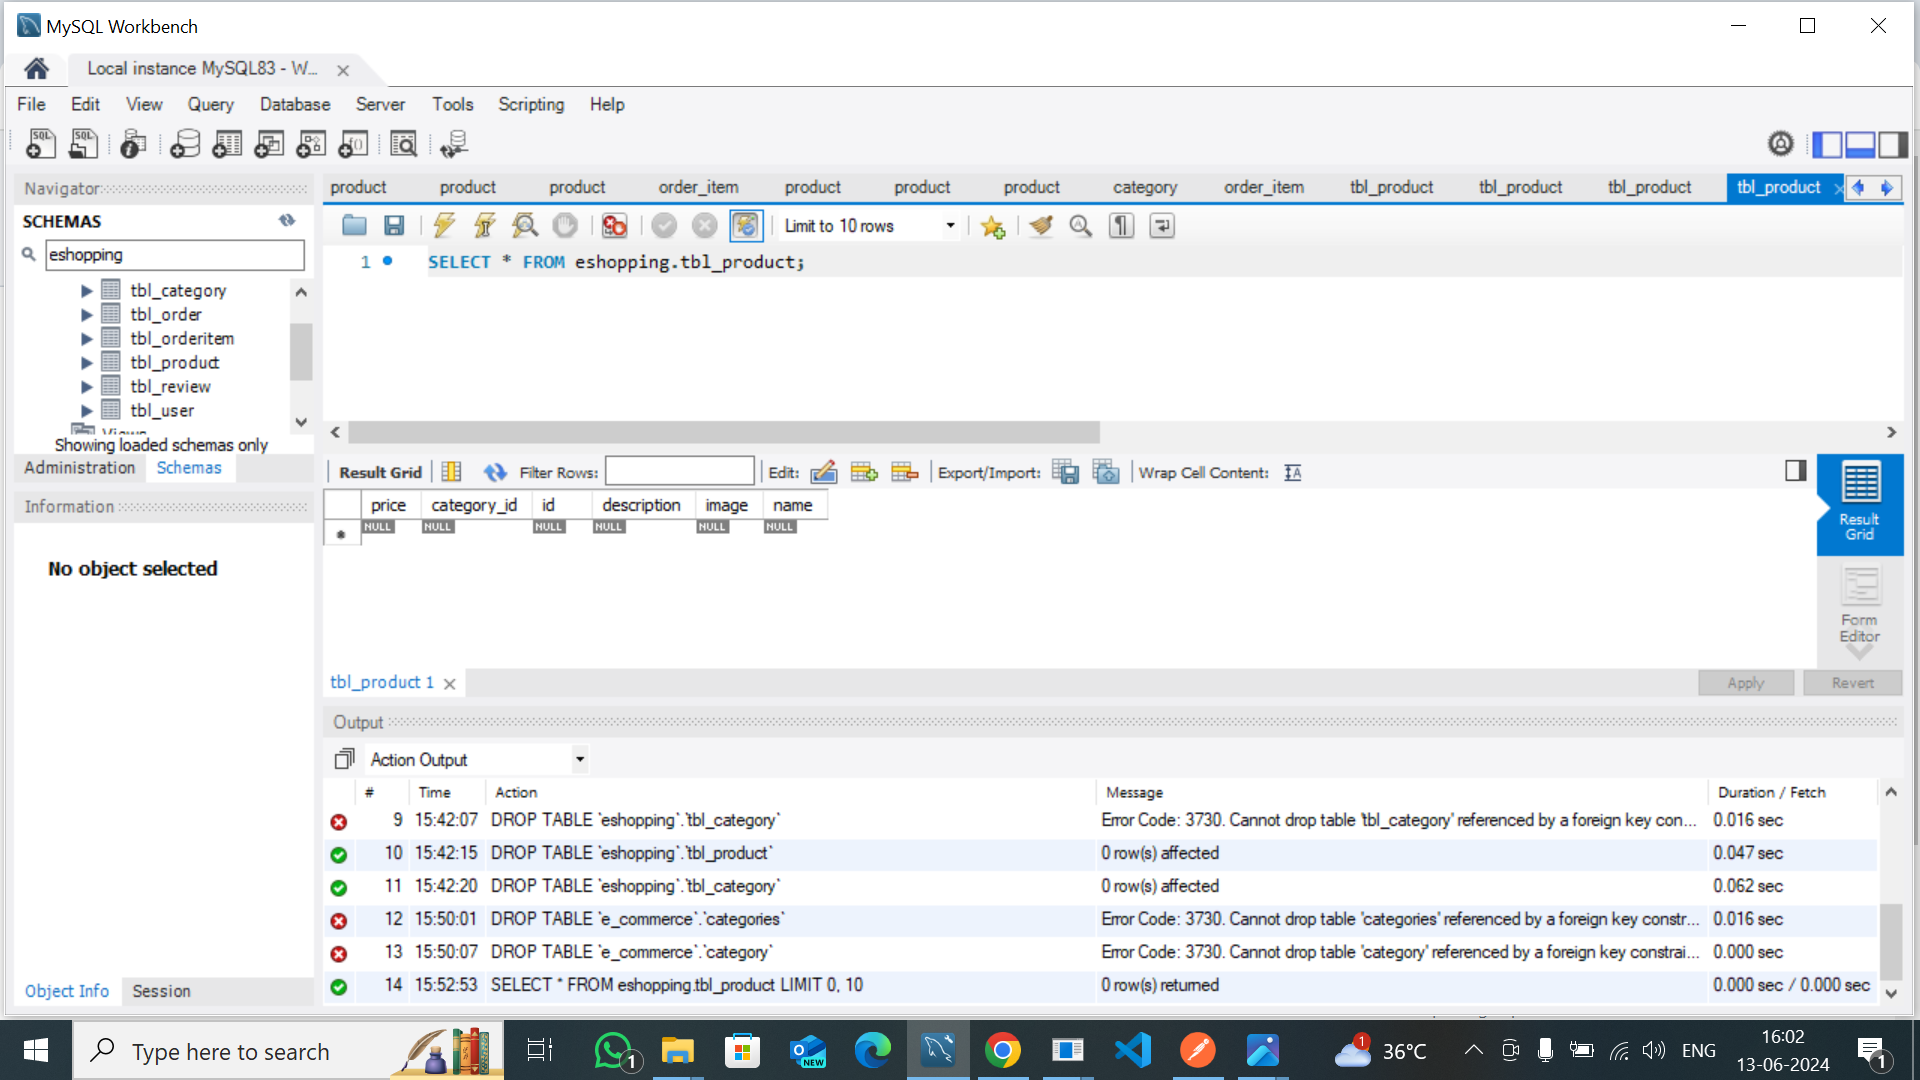 MySQL Workbench
Local instance MySQL83 - W...
File Edit View Query Database Server Tools Scripting Help
Navigator
SCHEMAS
eshopping
tbl_category
tbl_order
tbl_orderitem
tbl_product
tbl_review
tbl_user
Views
Showing loaded schemas only
Administration Schemas
Information
No object selected
Object Info Session
product product product order_item product product product category order_item tbl_product tbl_product tbl_product tbl_product
Limit to 10 rows
1 SELECT * FROM eshopping.tbl_product;
Result Grid Filter Rows: Edit: Export/Import: Wrap Cell Content:
price category_id id description image name
NULL NULL NULL NULL NULL NULL
Result
Grid
Form
Editor
tbl_product 1
Apply Revert
Output
Action Output
# Time Action Message Duration / Fetch
9 15:42:07 DROP TABLE `eshopping`.`tbl_category` Error Code: 3730. Cannot drop table 'tbl_category' referenced by a foreign key con... 0.016 sec
10 15:42:15 DROP TABLE `eshopping`.`tbl_product` 0 row(s) affected 0.047 sec
11 15:42:20 DROP TABLE `eshopping`.`tbl_category` 0 row(s) affected 0.062 sec
12 15:50:01 DROP TABLE `e_commerce`.`categories` Error Code: 3730. Cannot drop table 'categories' referenced by a foreign key constr... 0.016 sec
13 15:50:07 DROP TABLE `e_commerce`.`category` Error Code: 3730. Cannot drop table 'category' referenced by a foreign key constrai... 0.000 sec
14 15:52:53 SELECT * FROM eshopping.tbl_product LIMIT 0, 10 0 row(s) returned 0.000 sec / 0.000 sec
Type here to search
1
NEW
1
36°C
ENG
16:02
13-06-2024
1